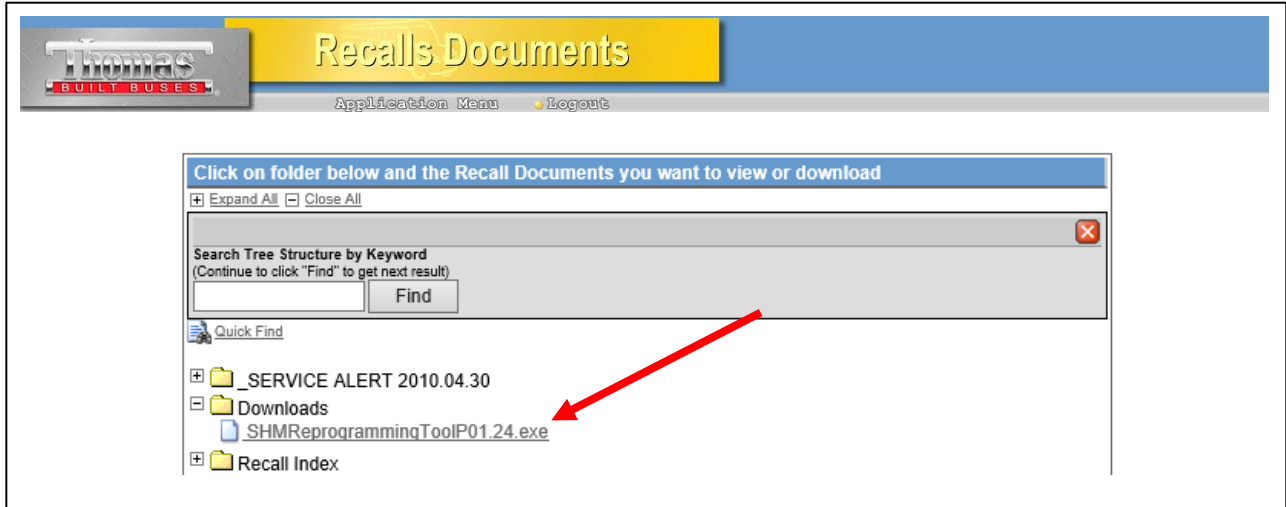 Thomas
BUILT BUSES
Recalls Documents
Application Menu Logout
Click on folder below and the Recall Documents you want to view or download
Expand All Close All
Search Tree Structure by Keyword
(Continue to click "Find" to get next result)
Find
Quick Find
_SERVICE ALERT 2010.04.30
Downloads
SHMReprogrammingToolP01.24.exe
Recall Index